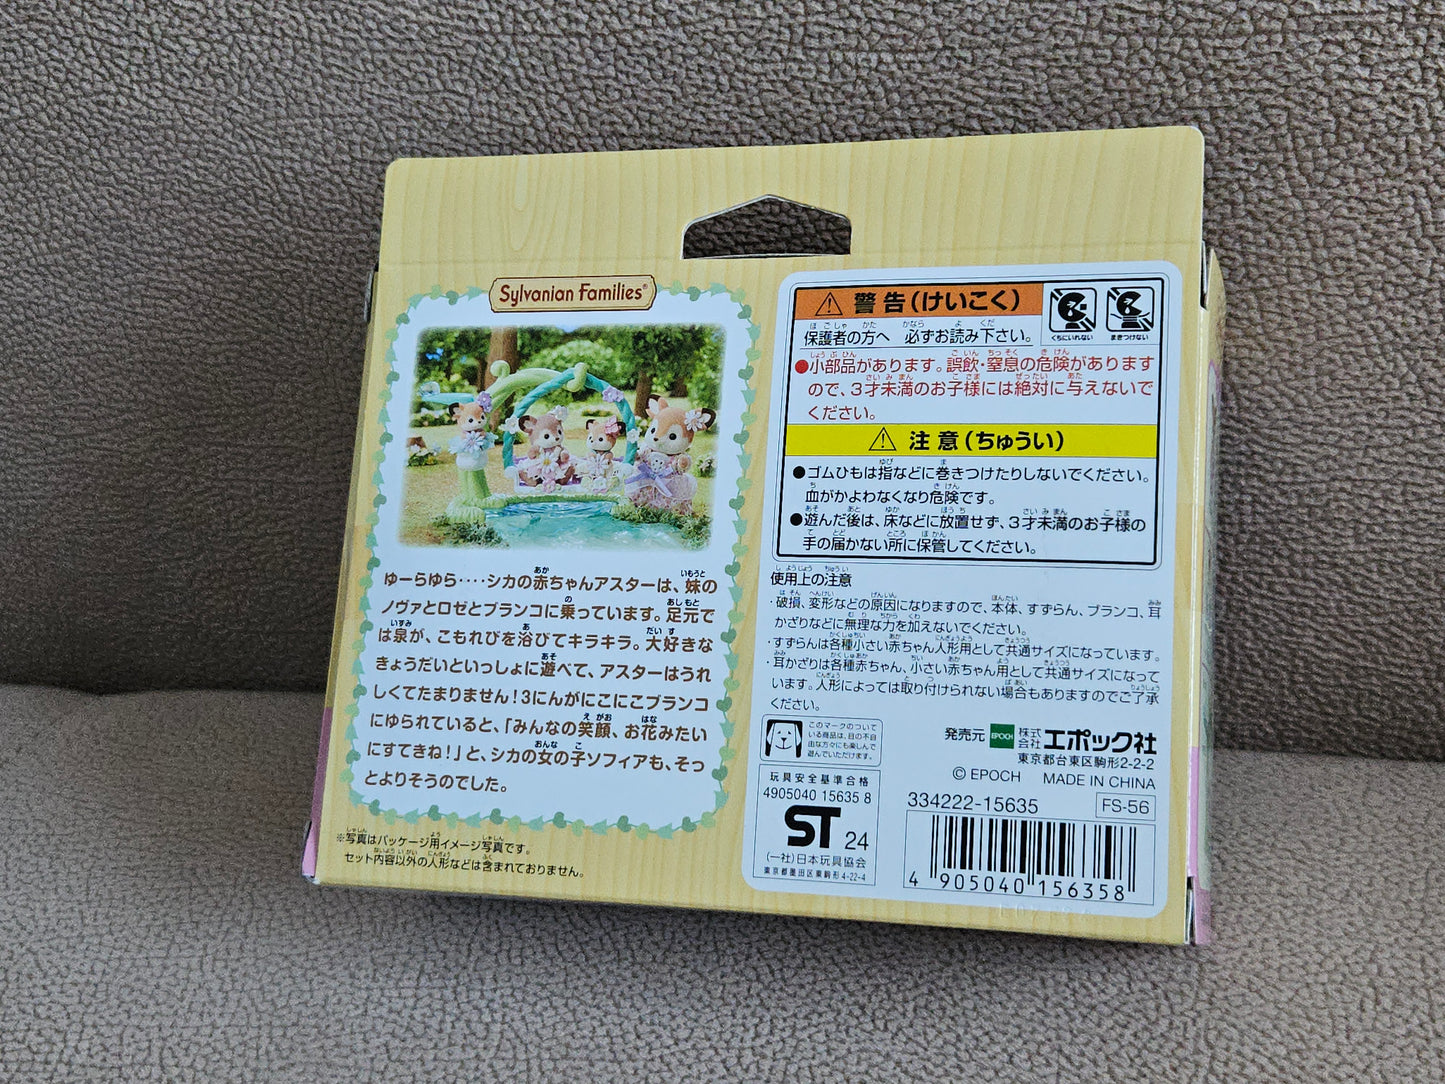 Sylvanian Families®
ゆーらゆら‥‥シカの赤ちゃんアスターは、妹の
ノヴァとロゼとブランコに乗っています。足元で
は泉が、こもれびを浴びてキラキラ。大好きな
きょうだいといっしょに遊べて、アスターはうれ
しくてたまりません！3にんがにこにこブランコ
にゆられていると、「みんなの笑顔、お花みたい
にすてきね！」と、シカの女の子ソフィアも、そっ
とよりそうのでした。
※写真はパッケージ用イメージ写真です。
セット内容以外の人形などは含まれておりません。
警告(けいこく)
保護者の方へ 必ずお読み下さい。
くちにいれない
まきつけない
●小部品があります。誤飲・窒息の危険があります
ので、3才未満のお子様には絶対に与えないで
ください。
注意(ちゅうい)
●ゴムひもは指などに巻きつけたりしないでください。
血がかよわなくなり危険です。
●遊んだ後は、床などに放置せず、3才未満のお子様の
手の届かない所に保管してください。
使用上の注意
・破損、変形などの原因になりますので、本体、すずらん、ブランコ、耳
かざりなどに無理な力を加えないでください。
・すずらんは各種小さい赤ちゃん人形用として共通サイズになっています。
・耳かざりは各種赤ちゃん、小さい赤ちゃん用として共通サイズになって
います。人形によっては取り付けられない場合もありますのでご了承
ください。
このマークのついて
いる商品は、目の不自
由な方々にも楽しんで
遊んでいただけます。
発売元 EPOCH 株式会社 エポック社
東京都台東区駒形2-2-2
© EPOCH MADE IN CHINA
玩具安全基準合格
4905040 15635 8
ST 24
(一社)日本玩具協会
東京都墨田区東駒形4-22-4
334222-15635
FS-56
4 905040 156358